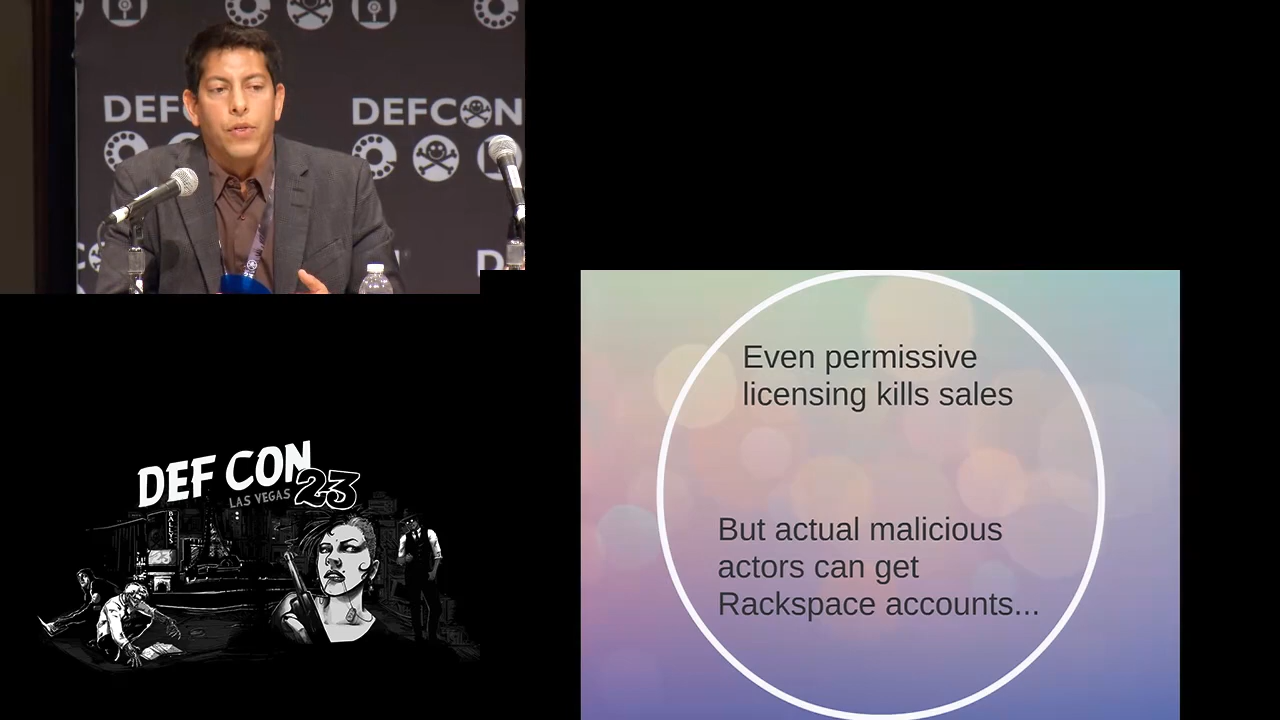 DEFCON
DEF CON 23
LAS VEGAS
BALLY'S
Even permissive
licensing kills sales
But actual malicious
actors can get
Rackspace accounts...